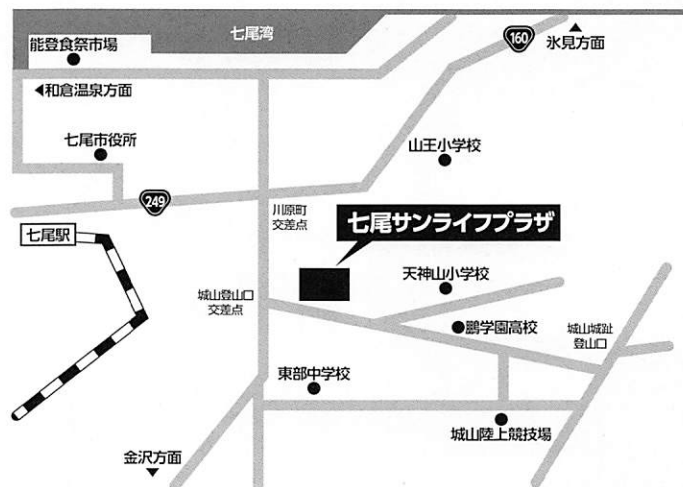 七尾湾
能登食祭市場
160
氷見方面
和倉温泉方面
七尾市役所
山王小学校
249
川原町
交差点
七尾サンライフプラザ
七尾駅
天神山小学校
城山登山口
交差点
鵬学園高校
城山城趾
登山口
東部中学校
城山陸上競技場
金沢方面